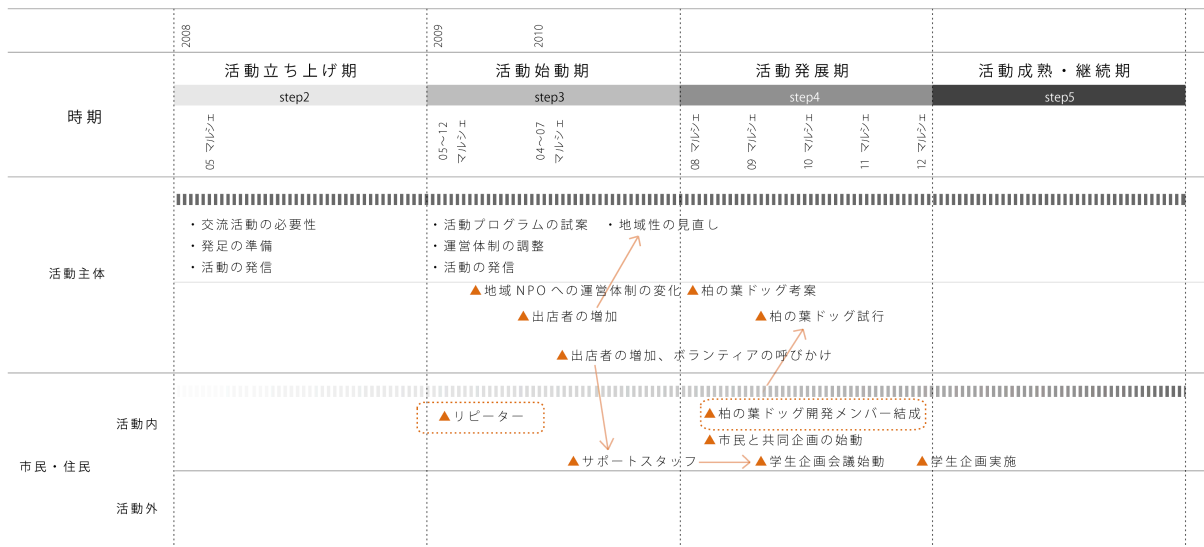 2008
2009
2010
活動立ち上げ期
活動始動期
活動発展期
活動成熟・継続期
step2
step3
step4
step5
時期
05 マルシェ
05〜12
マルシェ
04〜07
マルシェ
08 マルシェ
09 マルシェ
10 マルシェ
11 マルシェ
12 マルシェ
活動主体
・交流活動の必要性
・発足の準備
・活動の発信
・活動プログラムの試案
・運営体制の調整
・活動の発信
・地域性の見直し
▲地域 NPO への運営体制の変化
▲柏の葉ドッグ考案
▲出店者の増加
▲柏の葉ドッグ試行
▲出店者の増加、ボランティアの呼びかけ
市民・住民
活動内
▲リピーター
▲柏の葉ドッグ開発メンバー結成
▲市民と共同企画の始動
▲サポートスタッフ
▲学生企画会議始動
▲学生企画実施
活動外